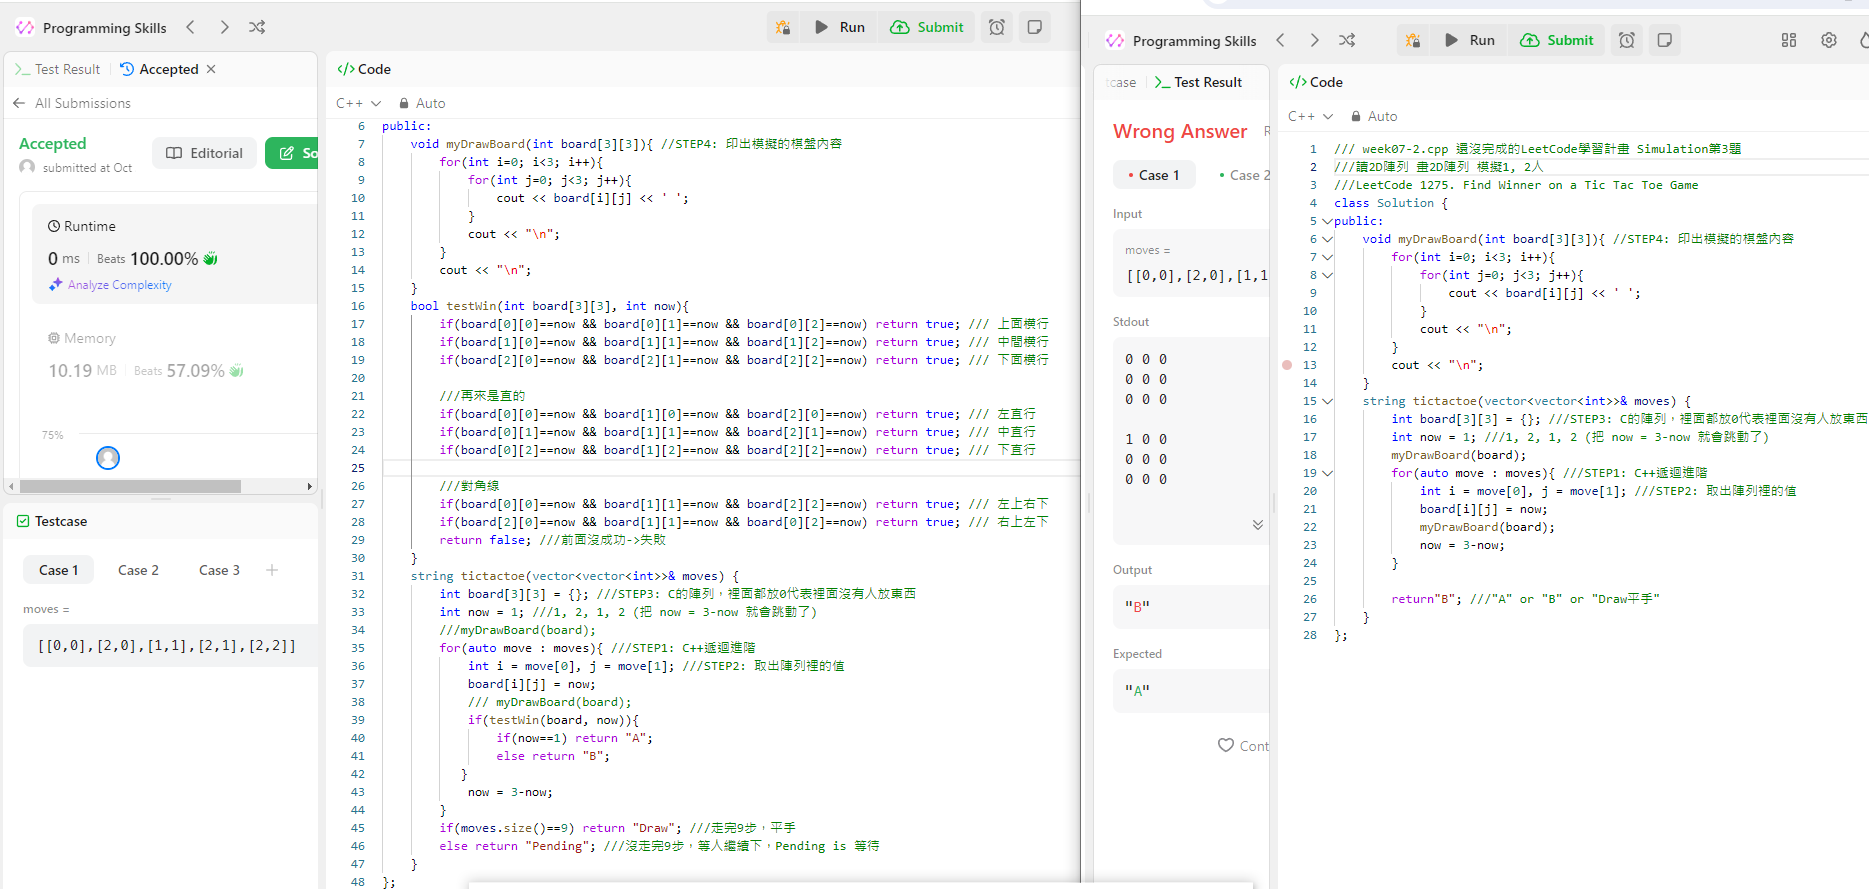 Programming Skills
Run
Submit
Test Result
Accepted
All Submissions
Accepted
submitted at Oct
Editorial
So
Runtime
0 ms
Beats 100.00%
Analyze Complexity
Memory
10.19 MB
Beats 57.09%
75%
Testcase
Case 1
Case 2
Case 3
moves =
[[0,0],[2,0],[1,1],[2,1],[2,2]]
</> Code
C++
Auto
6 public:
7 void myDrawBoard(int board[3][3]){ //STEP4: 印出模擬的棋盤內容
8 for(int i=0; i<3; i++){
9 for(int j=0; j<3; j++){
10 cout << board[i][j] << ' ';
11 }
12 cout << "\n";
13 }
14 cout << "\n";
15 }
16 bool testWin(int board[3][3], int now){
17 if(board[0][0]==now && board[0][1]==now && board[0][2]==now) return true; /// 上面橫行
18 if(board[1][0]==now && board[1][1]==now && board[1][2]==now) return true; /// 中間橫行
19 if(board[2][0]==now && board[2][1]==now && board[2][2]==now) return true; /// 下面橫行
20
21 ///再來是直的
22 if(board[0][0]==now && board[1][0]==now && board[2][0]==now) return true; /// 左直行
23 if(board[0][1]==now && board[1][1]==now && board[2][1]==now) return true; /// 中直行
24 if(board[0][2]==now && board[1][2]==now && board[2][2]==now) return true; /// 下直行
25
26 ///對角線
27 if(board[0][0]==now && board[1][1]==now && board[2][2]==now) return true; /// 左上右下
28 if(board[2][0]==now && board[1][1]==now && board[0][2]==now) return true; /// 右上左下
29 return false; ///前面沒成功->失敗
30 }
31 string tictactoe(vector<vector<int>>& moves) {
32 int board[3][3] = {}; ///STEP3: C的陣列，裡面都放0代表裡面沒有人放東西
33 int now = 1; ///1, 2, 1, 2 (把 now = 3-now 就會跳動了)
34 ///myDrawBoard(board);
35 for(auto move : moves){ ///STEP1: C++遞迴進階
36 int i = move[0], j = move[1]; ///STEP2: 取出陣列裡的值
37 board[i][j] = now;
38 /// myDrawBoard(board);
39 if(testWin(board, now)){
40 if(now==1) return "A";
41 else return "B";
42 }
43 now = 3-now;
44 }
45 if(moves.size()==9) return "Draw"; ///走完9步，平手
46 else return "Pending"; ///沒走完9步，等人繼續下，Pending is 等待
47 }
48 };
Programming Skills
Run
Submit
tcase
Test Result
Wrong Answer
Case 1
Case 2
Input
moves =
[[0,0],[2,0],[1,1
Stdout
0 0 0
0 0 0
0 0 0
1 0 0
0 0 0
0 0 0
Output
"B"
Expected
"A"
Cont
</> Code
C++
Auto
1 /// week07-2.cpp 還沒完成的LeetCode學習計畫 Simulation第3題
2 ///讀2D陣列 畫2D陣列 模擬1, 2人
3 ///LeetCode 1275. Find Winner on a Tic Tac Toe Game
4 class Solution {
5 public:
6 void myDrawBoard(int board[3][3]){ //STEP4: 印出模擬的棋盤內容
7 for(int i=0; i<3; i++){
8 for(int j=0; j<3; j++){
9 cout << board[i][j] << ' ';
10 }
11 cout << "\n";
12 }
13 cout << "\n";
14 }
15 string tictactoe(vector<vector<int>>& moves) {
16 int board[3][3] = {}; ///STEP3: C的陣列，裡面都放0代表裡面沒有人放東西
17 int now = 1; ///1, 2, 1, 2 (把 now = 3-now 就會跳動了)
18 myDrawBoard(board);
19 for(auto move : moves){ ///STEP1: C++遞迴進階
20 int i = move[0], j = move[1]; ///STEP2: 取出陣列裡的值
21 board[i][j] = now;
22 myDrawBoard(board);
23 now = 3-now;
24 }
25
26 return"B"; ///"A" or "B" or "Draw平手"
27 }
28 };